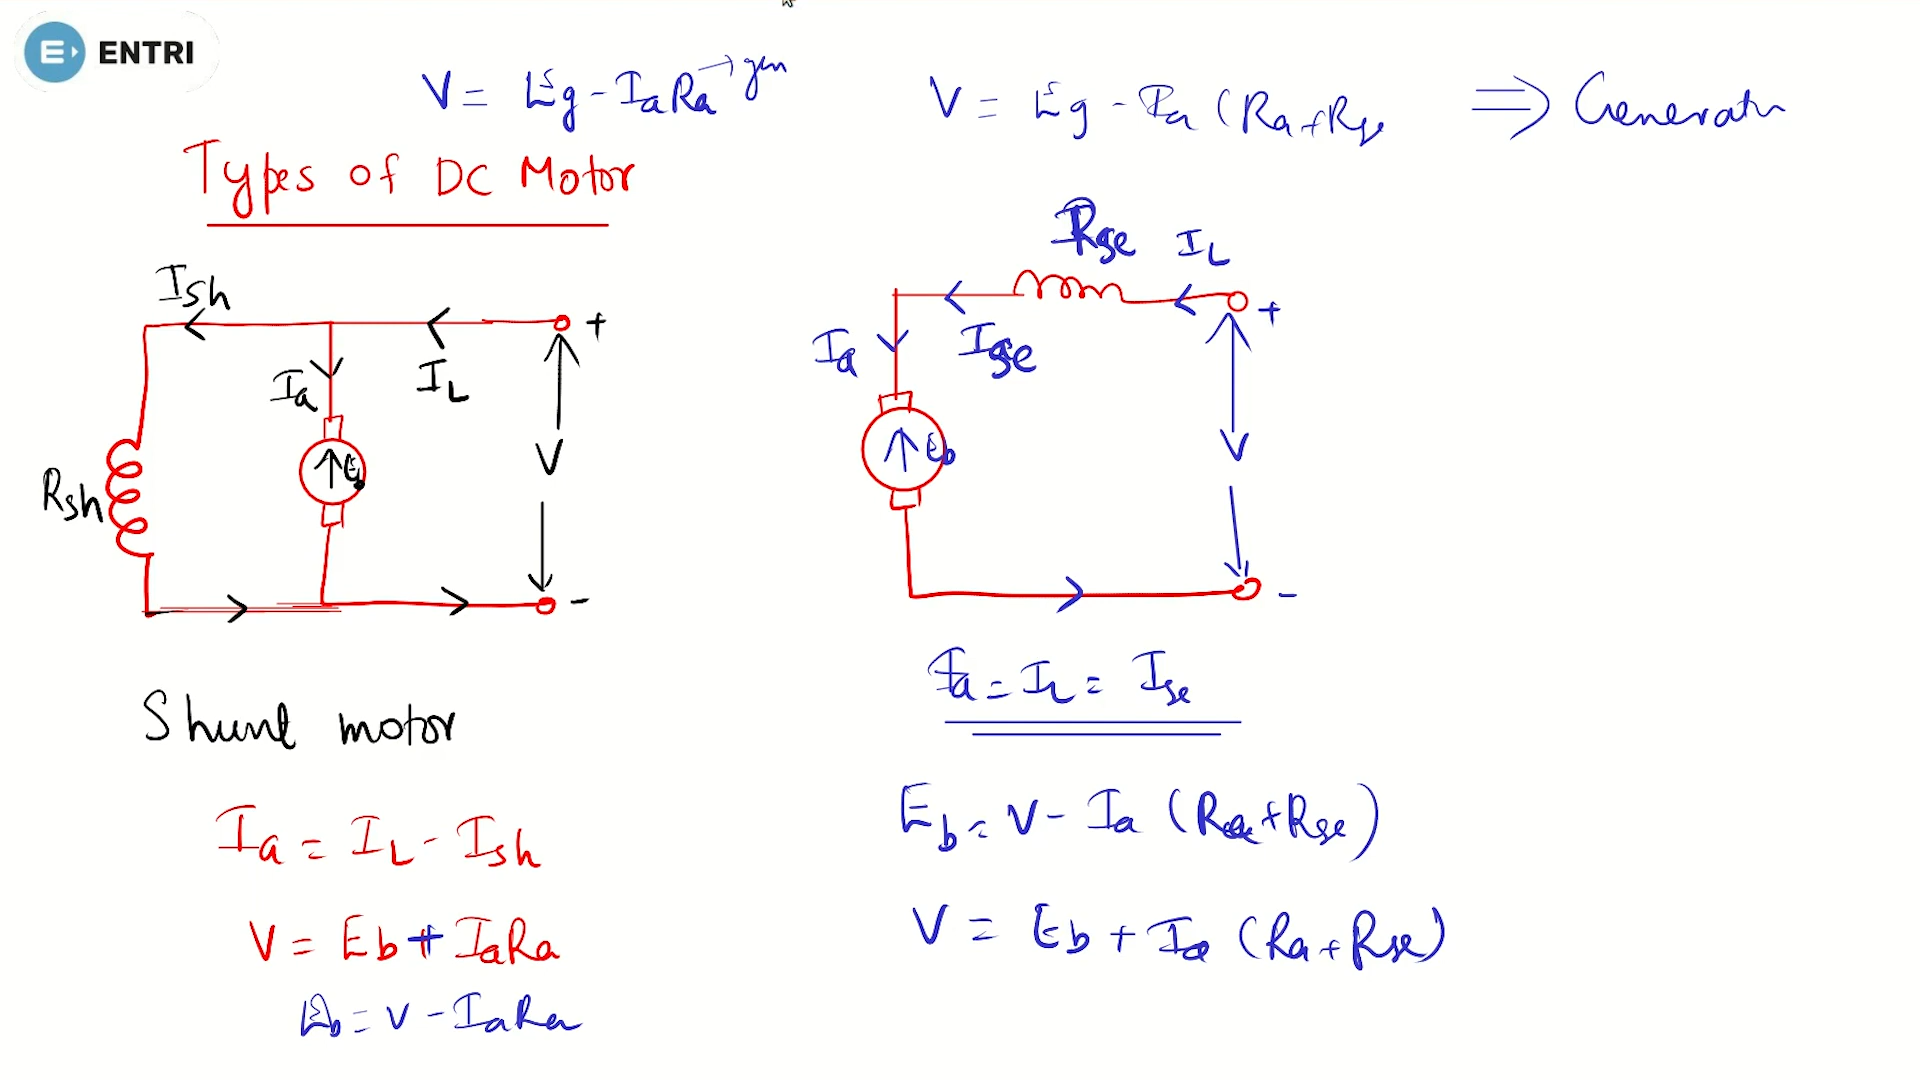 ENTRI
V = Eg - IaRa → gen
V = Eg - Ia (Ra + Rse ⇒ Generatr
Types of DC Motor
Ish
Ia
IL
+
Rsh
Eb
V
-
Rse
IL
+
Ia
Ise
Eb
V
-
Shunt motor
Ia = IL - Ish
V = Eb + IaRa
Eb = V - IaRa
Ia = IL = Ise
Eb = V - Ia (Ra + Rse)
V = Eb + Ia (Ra + Rse)